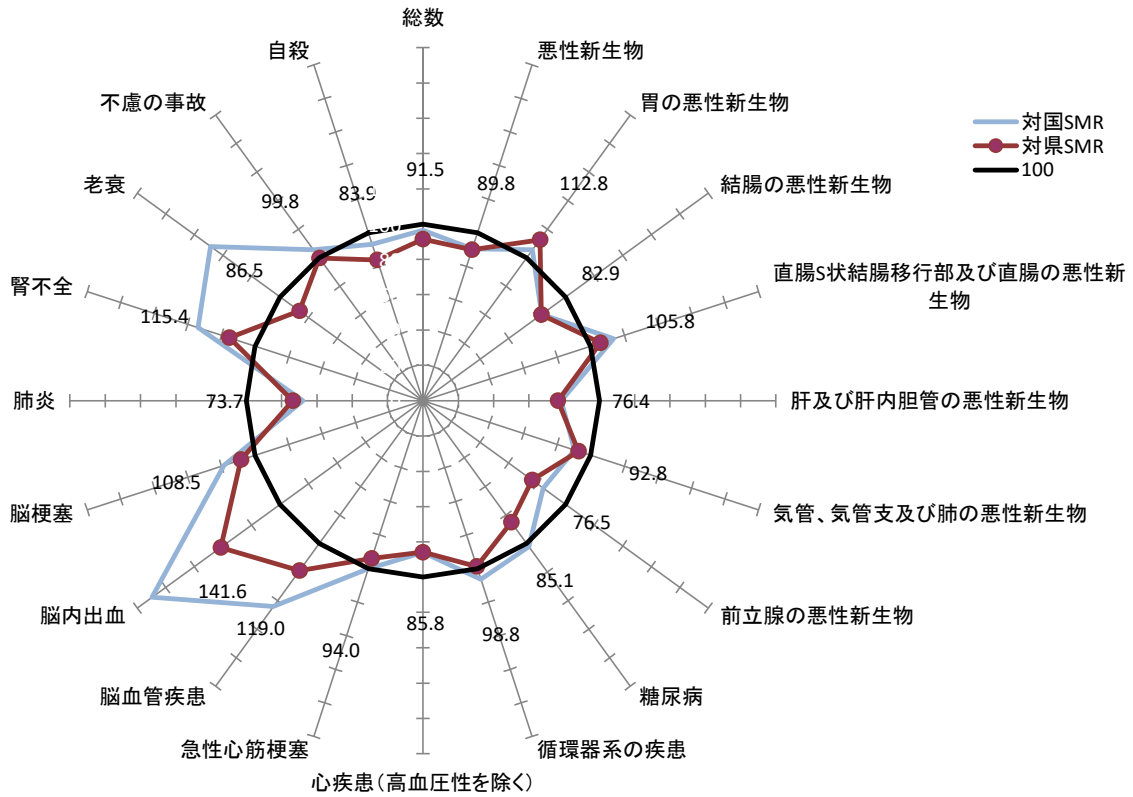 総数
91.5
悪性新生物
89.8
胃の悪性新生物
112.8
結腸の悪性新生物
82.9
直腸S状結腸移行部及び直腸の悪性新
生物
105.8
肝及び肝内胆管の悪性新生物
76.4
気管、気管支及び肺の悪性新生物
92.8
前立腺の悪性新生物
76.5
糖尿病
85.1
循環器系の疾患
98.8
心疾患(高血圧性を除く)
85.8
急性心筋梗塞
94.0
脳血管疾患
119.0
脳内出血
141.6
脳梗塞
108.5
肺炎
73.7
腎不全
115.4
老衰
86.5
不慮の事故
99.8
自殺
83.9
対国SMR
対県SMR
100